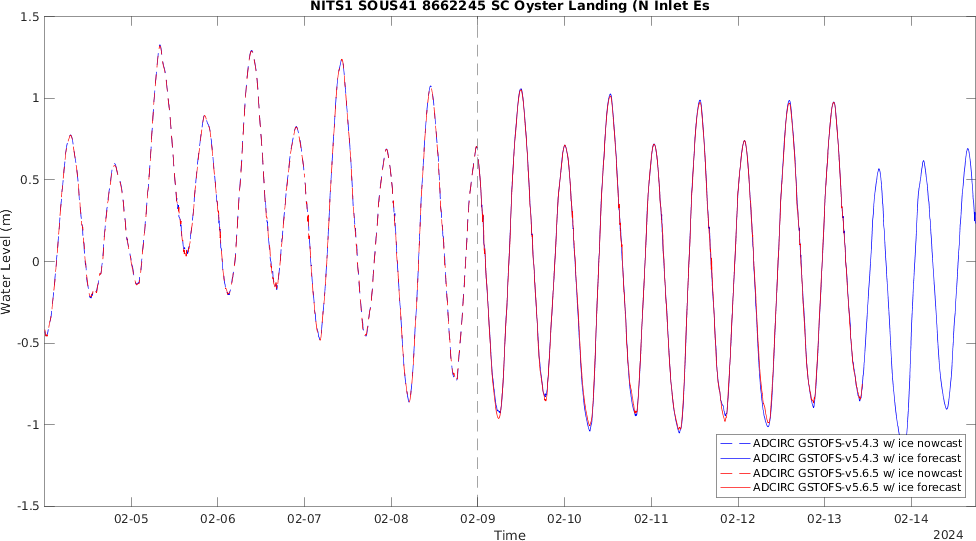 NITS1 SOUS41 8662245 SC Oyster Landing (N Inlet Es
1.5
1
0.5
0
-0.5
-1
-1.5
Water Level (m)
ADCIRC GSTOFS-v5.4.3 w/ ice nowcast
ADCIRC GSTOFS-v5.4.3 w/ ice forecast
ADCIRC GSTOFS-v5.6.5 w/ ice nowcast
ADCIRC GSTOFS-v5.6.5 w/ ice forecast
02-05 02-06 02-07 02-08 02-09 02-10 02-11 02-12 02-13 02-14
Time
2024